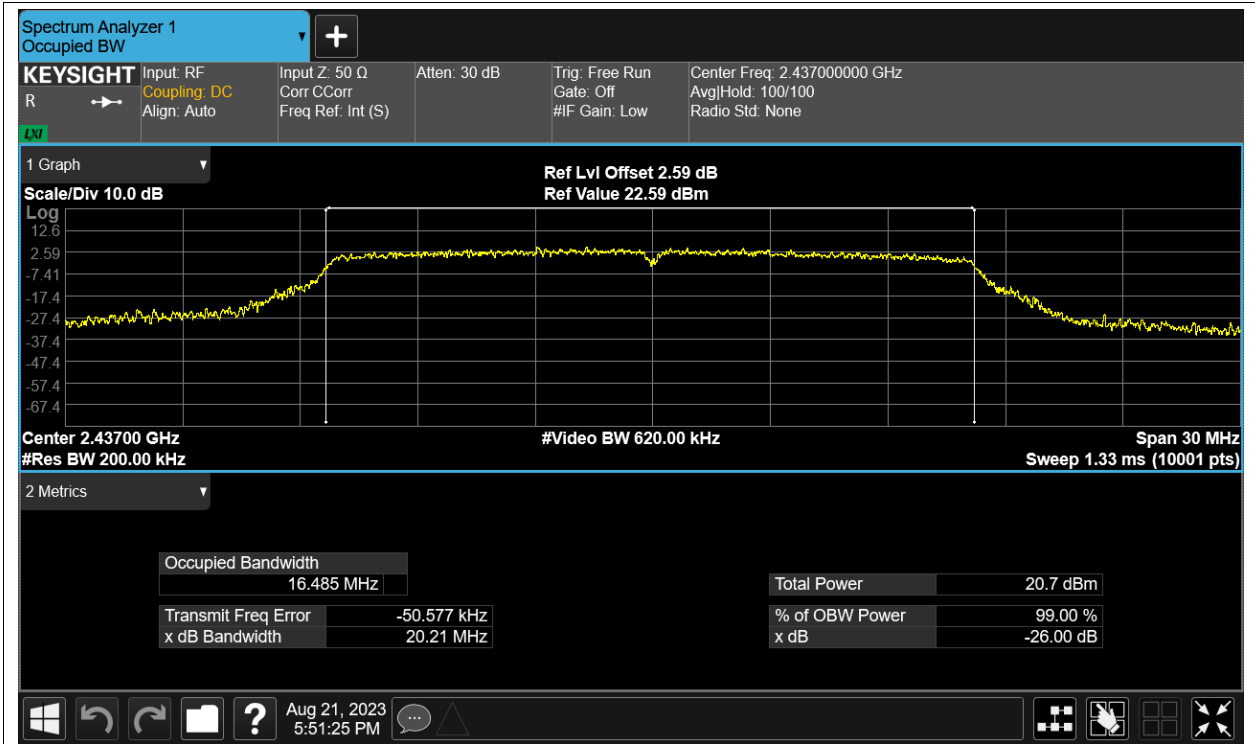 Spectrum Analyzer 1
Occupied BW
KEYSIGHT
R
LXI
Input: RF
Coupling: DC
Align: Auto
Input Z: 50 Ω
Corr CCorr
Freq Ref: Int (S)
Atten: 30 dB
Trig: Free Run
Gate: Off
#IF Gain: Low
Center Freq: 2.437000000 GHz
Avg|Hold: 100/100
Radio Std: None
1 Graph
Scale/Div 10.0 dB
Ref Lvl Offset 2.59 dB
Ref Value 22.59 dBm
Log
12.6
2.59
-7.41
-17.4
-27.4
-37.4
-47.4
-57.4
-67.4
Center 2.43700 GHz
#Res BW 200.00 kHz
#Video BW 620.00 kHz
Span 30 MHz
Sweep 1.33 ms (10001 pts)
2 Metrics
Occupied Bandwidth
16.485 MHz
Transmit Freq Error -50.577 kHz
x dB Bandwidth 20.21 MHz
Total Power 20.7 dBm
% of OBW Power 99.00 %
x dB -26.00 dB
Aug 21, 2023
5:51:25 PM